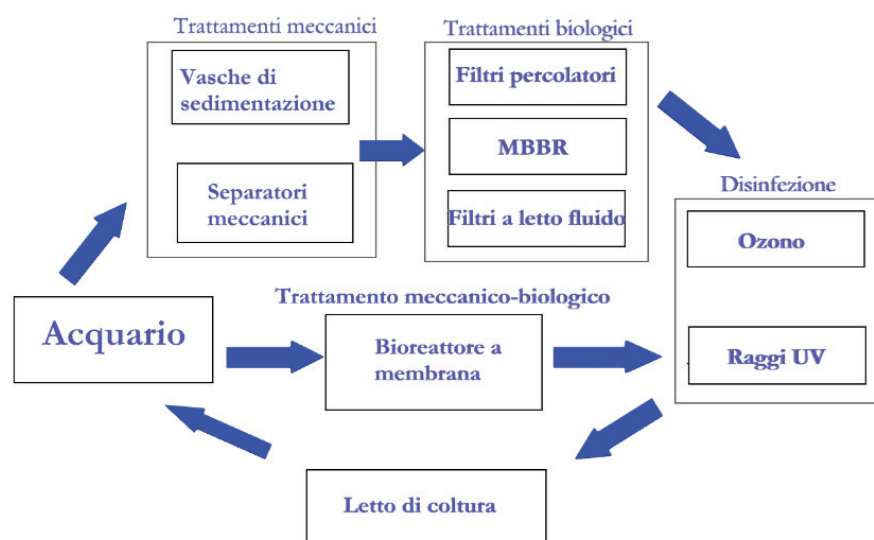 Trattamenti meccanici
Vasche di
sedimentazione
Separatori
meccanici
Trattamenti biologici
Filtri percolatori
MBBR
Filtri a letto fluido
Disinfezione
Ozono
Raggi UV
Acquario
Trattamento meccanico-biologico
Bioreattore a
membrana
Letto di coltura